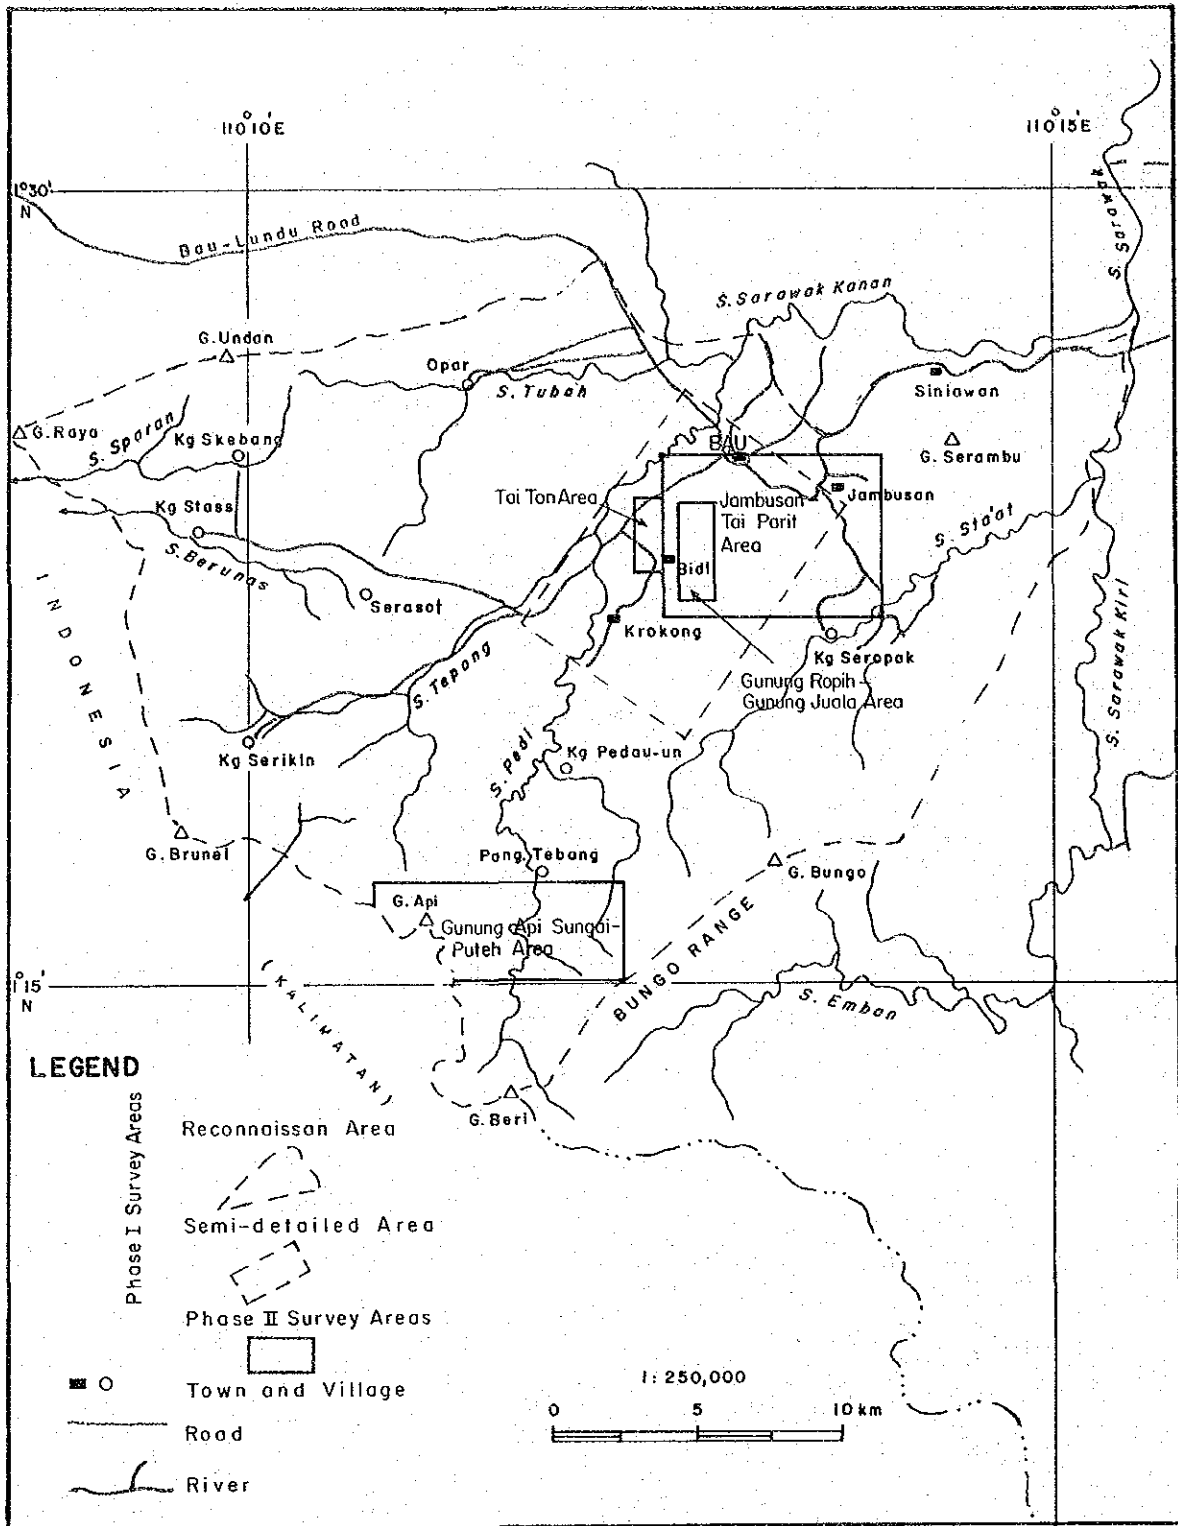 110°10'E
110°15'E
1°30'
N
Bau-Lundu Road
S. Sarawak
S. Sarawak Kanan
G. Undan
Opar
S. Tubah
Siniawan
G. Raya
S. Sparan
Kg Skebang
BAU
G. Serambu
Tai Ton Area
Jambusan
Tai Parit
Area
Jambusan
Kg Stass
S. Berunas
S. Sta'at
Bidi
Serasot
Krokong
Kg Seropak
INDONESIA
S. Tepang
Gunung Ropih-
Gunung Juala Area
S. Sarawak Kiri
Kg Serikin
S. Pedi
Kg Pedau-un
G. Brunei
Pang. Tebang
G. Bungo
G. Api
Gunung Api Sungai-
Puteh Area
BUNGO RANGE
1°15'
N
(KALIMATAN)
S. Emban
LEGEND
G. Beri
Phase I Survey Areas
Reconnaissan Area
Semi-detailed Area
Phase II Survey Areas
Town and Village
Road
River
1:250,000
0 5 10 km